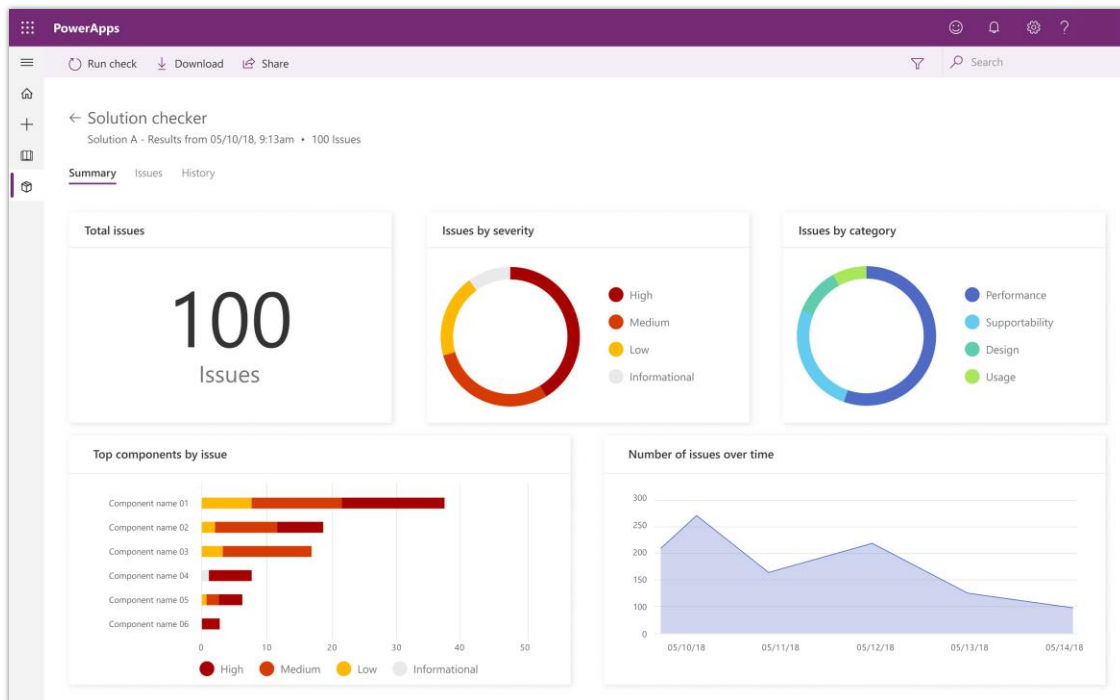 PowerApps
Run check Download Share Search
Solution checker
Solution A - Results from 05/10/18, 9:13am • 100 Issues
Summary Issues History
Total issues
100
Issues
Issues by severity
High
Medium
Low
Informational
Issues by category
Performance
Supportability
Design
Usage
Top components by issue
Component name 01
Component name 02
Component name 03
Component name 04
Component name 05
Component name 06
0 10 20 30 40 50
High Medium Low Informational
Number of issues over time
300
250
200
150
100
0
05/10/18 05/11/18 05/12/18 05/13/18 05/14/18